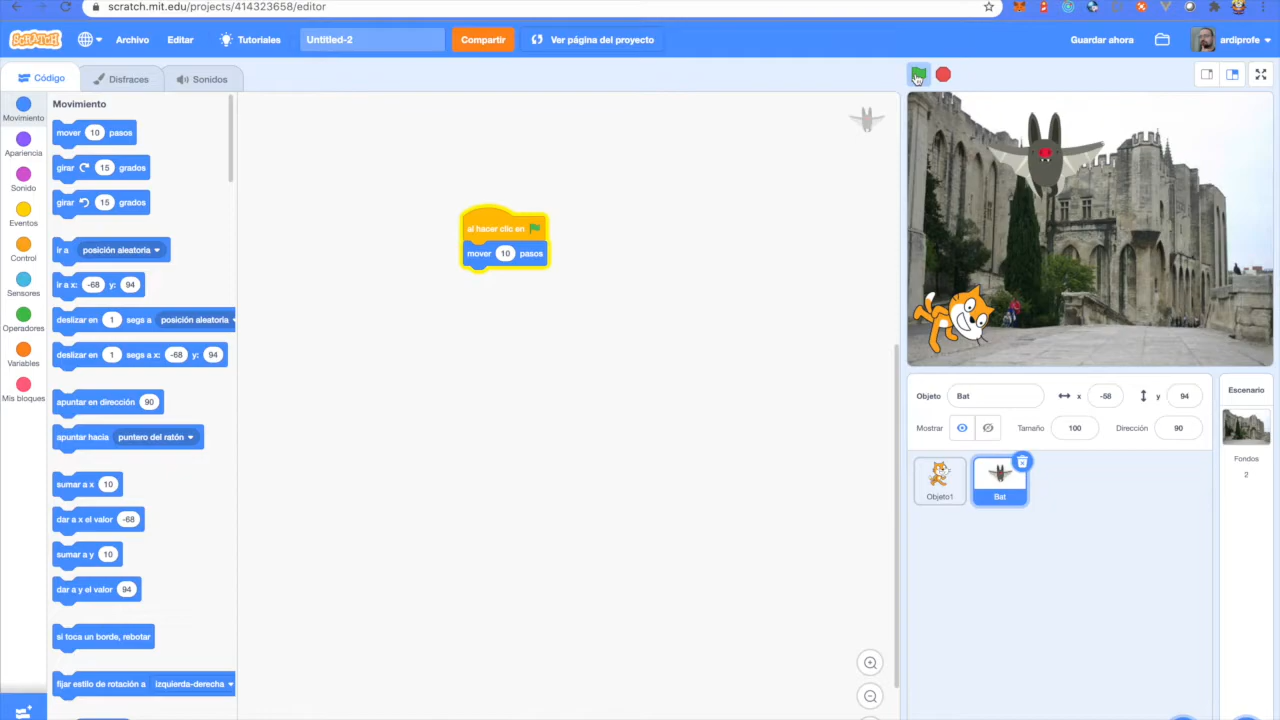 scratch.mit.edu/projects/414323658/editor
SCRATCH Archivo Editar Tutoriales Untitled-2 Compartir Ver página del proyecto Guardar ahora ardiprofe
Código Disfraces Sonidos
Movimiento
Apariencia
Sonido
Eventos
Control
Sensores
Operadores
Variables
Mis bloques
Movimiento
mover 10 pasos
girar 15 grados
girar 15 grados
ir a posición aleatoria
ir a x: -68 y: 94
deslizar en 1 segs a posición aleatoria
deslizar en 1 segs a x: -68 y: 94
apuntar en dirección 90
apuntar hacia puntero del ratón
sumar a x 10
dar a x el valor -68
sumar a y 10
dar a y el valor 94
si toca un borde, rebotar
fijar estilo de rotación a izquierda-derecha
al hacer clic en
mover 10 pasos
Objeto Bat x -58 y 94
Mostrar Tamaño 100 Dirección 90
Objeto1
Bat
Escenario
Fondos
2